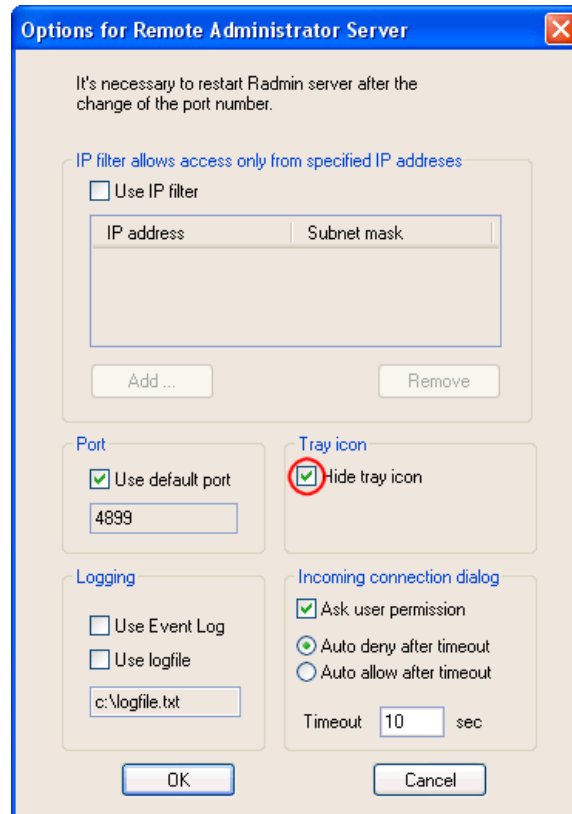 Options for Remote Administrator Server
It's necessary to restart Radmin server after the
change of the port number.
IP filter allows access only from specified IP addreses
Use IP filter
IP address Subnet mask
Add ... Remove
Port
Use default port
4899
Tray icon
Hide tray icon
Logging
Use Event Log
Use logfile
c:\logfile.txt
Incoming connection dialog
Ask user permission
Auto deny after timeout
Auto allow after timeout
Timeout 10 sec
OK Cancel